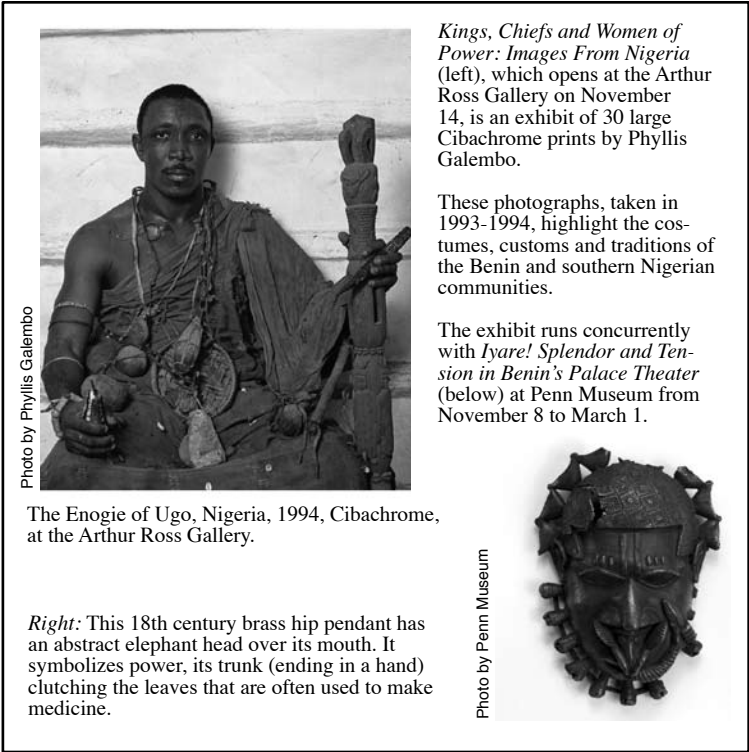 Kings, Chiefs and Women of
Power: Images From Nigeria
(left), which opens at the Arthur
Ross Gallery on November
14, is an exhibit of 30 large
Cibachrome prints by Phyllis
Galembo.
These photographs, taken in
1993-1994, highlight the cos-
tumes, customs and traditions of
the Benin and southern Nigerian
communities.
The exhibit runs concurrently
with Iyare! Splendor and Ten-
sion in Benin's Palace Theater
(below) at Penn Museum from
November 8 to March 1.
Photo by Phyllis Galembo
The Enogie of Ugo, Nigeria, 1994, Cibachrome,
at the Arthur Ross Gallery.
Right: This 18th century brass hip pendant has
an abstract elephant head over its mouth. It
symbolizes power, its trunk (ending in a hand)
clutching the leaves that are often used to make
medicine.
Photo by Penn Museum